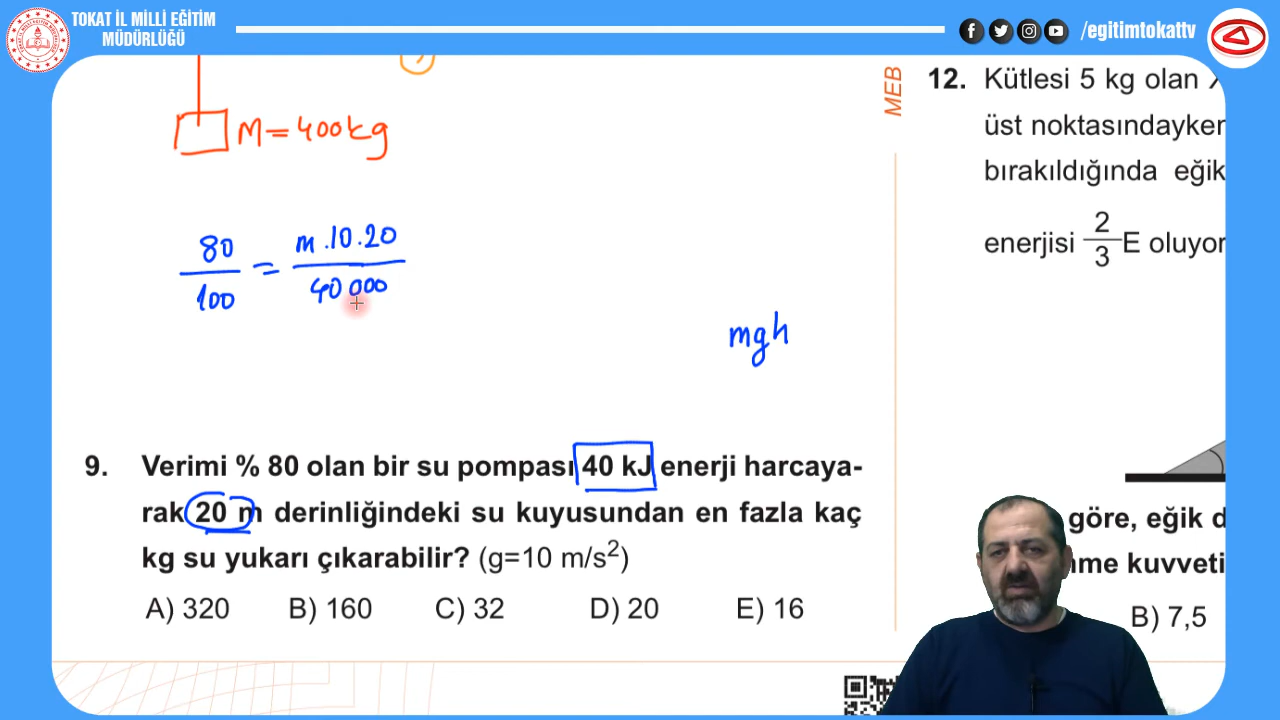 TOKAT İL MİLLİ EĞİTİM
MÜDÜRLÜĞÜ
/egitimtokattv
M=400kg
80/100 = m.10.20/40000
mgh
9. Verimi % 80 olan bir su pompası 40 kJ enerji harcaya-
rak 20 m derinliğindeki su kuyusundan en fazla kaç
kg su yukarı çıkarabilir? (g=10 m/s²)
A) 320 B) 160 C) 32 D) 20 E) 16
MEB
12. Kütlesi 5 kg olan
üst noktasındayken
bırakıldığında eğik
enerjisi 2/3 E oluyor
göre, eğik d
me kuvveti
B) 7,5